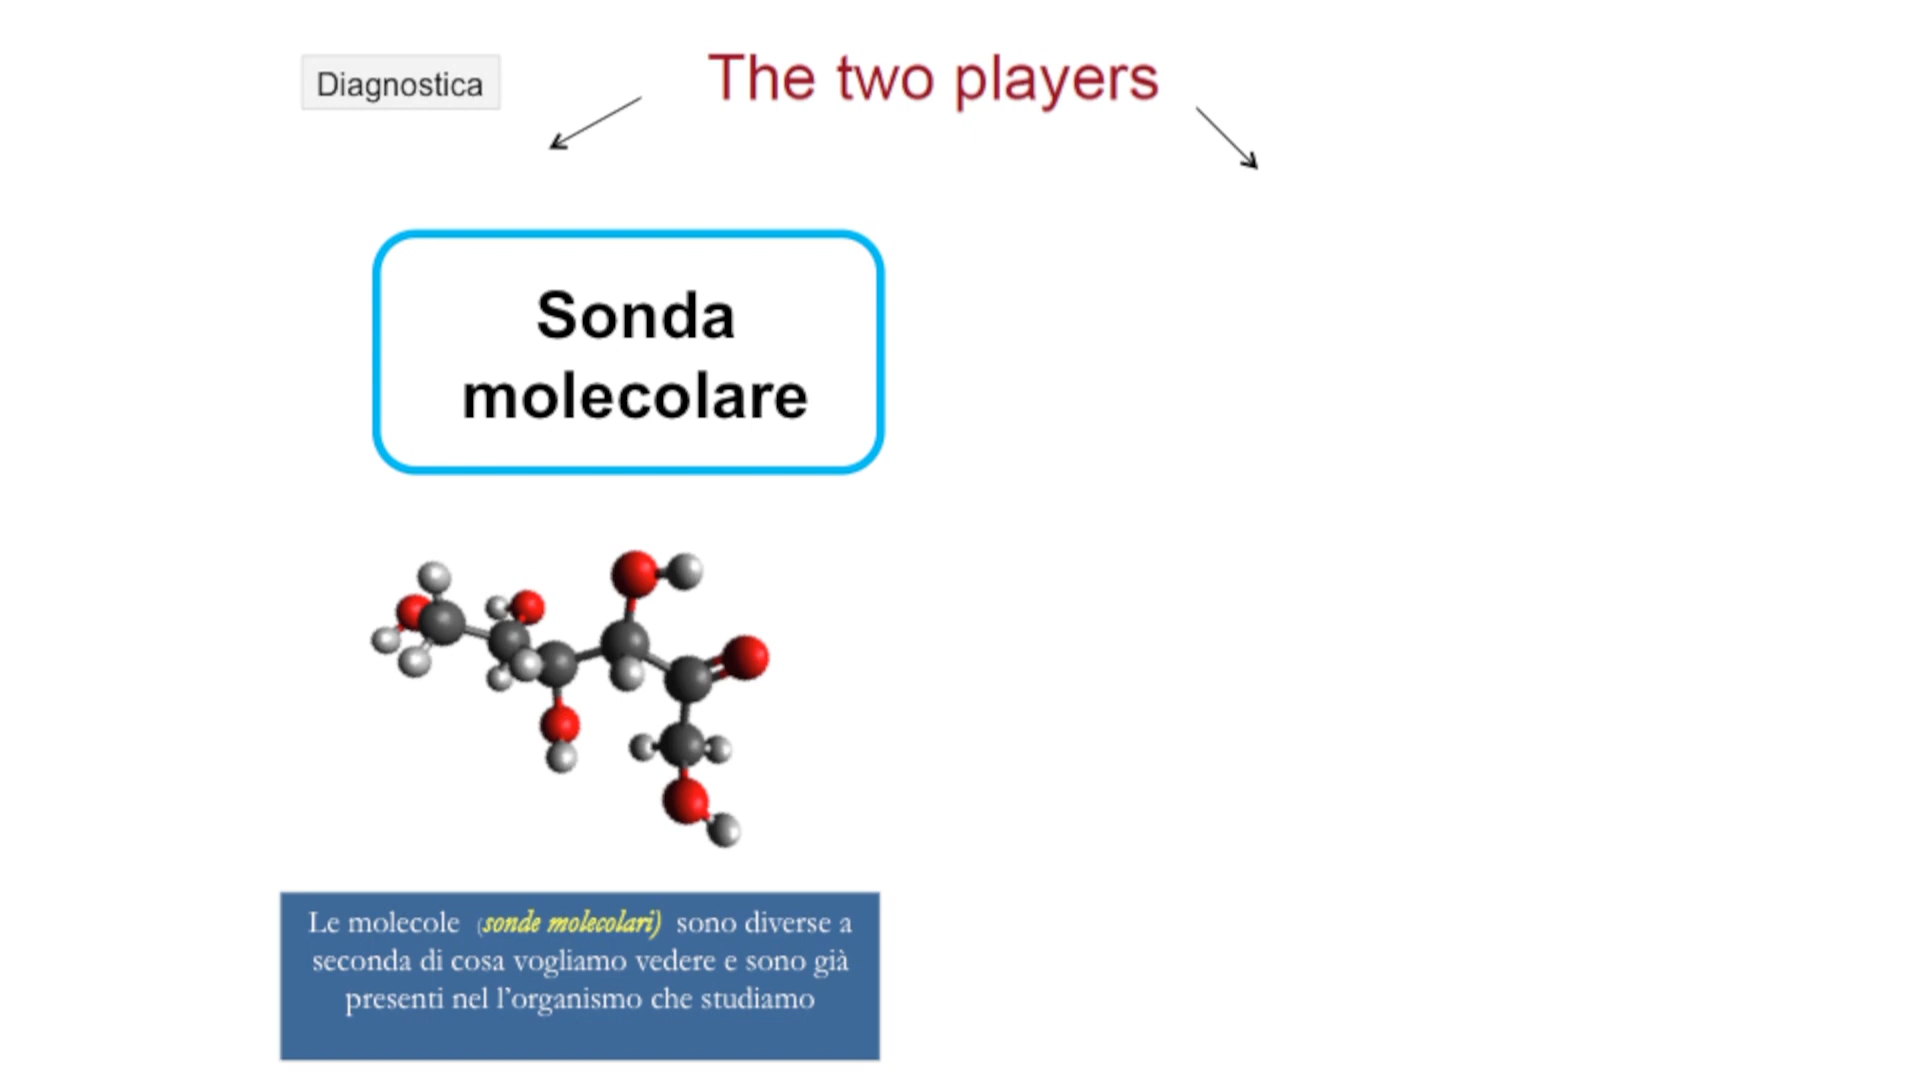 Diagnostica
The two players
Sonda
molecolare
Le molecole (sonde molecolari) sono diverse a
seconda di cosa vogliamo vedere e sono già
presenti nel l'organismo che studiamo